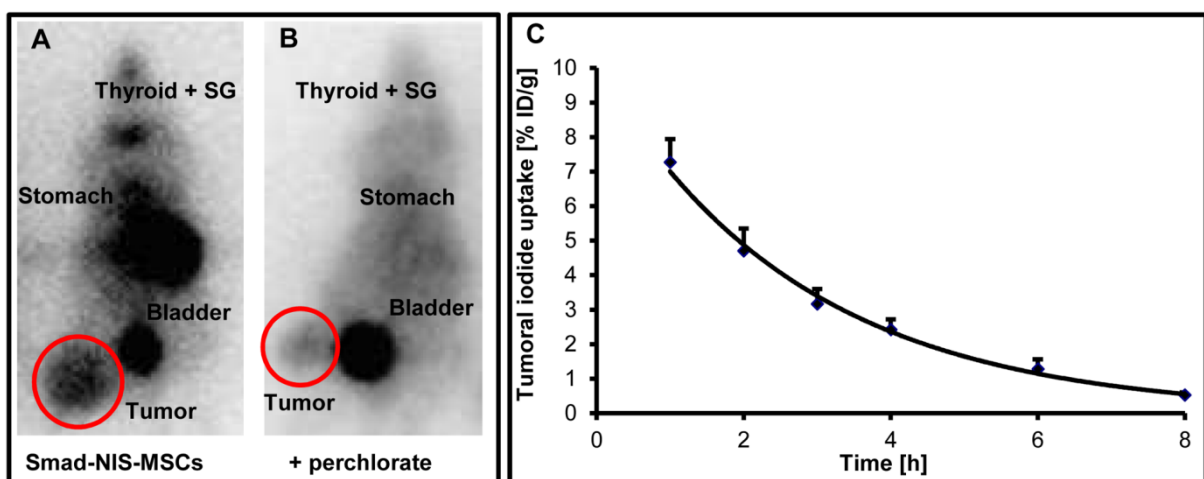 A
Thyroid + SG
Stomach
Bladder
Tumor
Smad-NIS-MSCs
B
Thyroid + SG
Stomach
Bladder
Tumor
+ perchlorate
C
Tumoral iodide uptake [% ID/g]
10
9
8
7
6
5
4
3
2
1
0
0 2 4 6 8
Time [h]